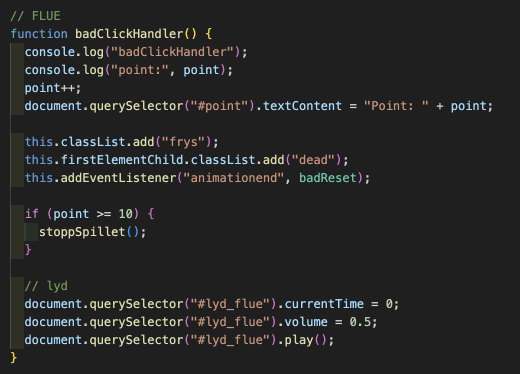 // FLUE
function badClickHandler() {
  console.log("badClickHandler");
  console.log("point:", point);
  point++;
  document.querySelector("#point").textContent = "Point: " + point;

  this.classList.add("frys");
  this.firstElementChild.classList.add("dead");
  this.addEventListener("animationend", badReset);

  if (point >= 10) {
    stoppSpillet();
  }

  // lyd
  document.querySelector("#lyd_flue").currentTime = 0;
  document.querySelector("#lyd_flue").volume = 0.5;
  document.querySelector("#lyd_flue").play();
}